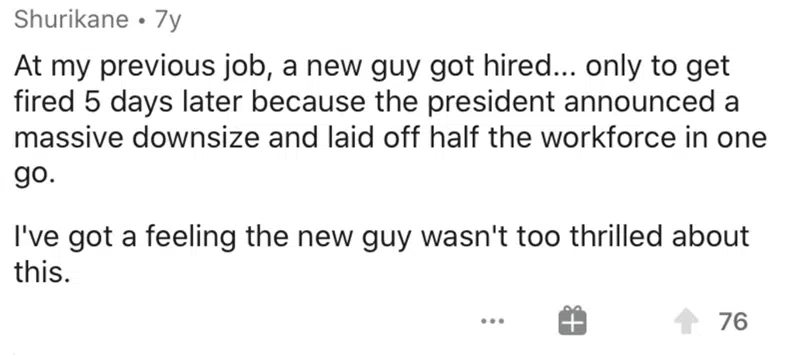 Shurikane • 7y
At my previous job, a new guy got hired... only to get
fired 5 days later because the president announced a
massive downsize and laid off half the workforce in one
go.
I've got a feeling the new guy wasn't too thrilled about
this.
76